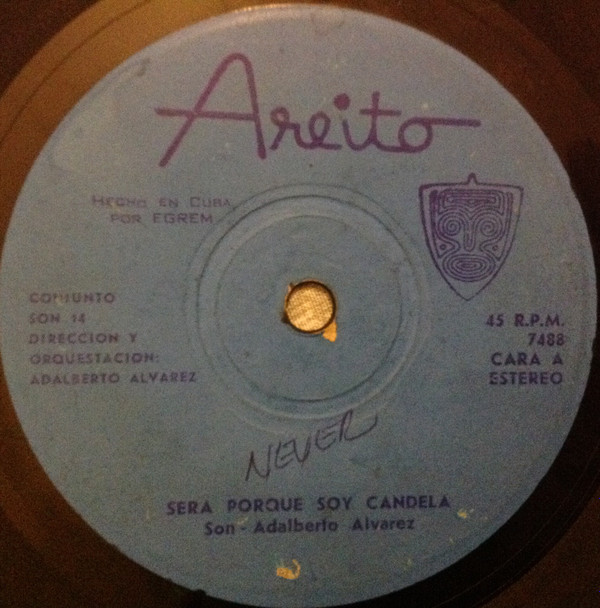 Areito
HECHO EN CUBA
POR EGREM
CONJUNTO
SON 14
DIRECCION Y
ORQUESTACION:
ADALBERTO ALVAREZ
45 R.P.M.
7488
CARA A
ESTEREO
NEVER
SERA PORQUE SOY CANDELA
Son - Adalberto Alvarez